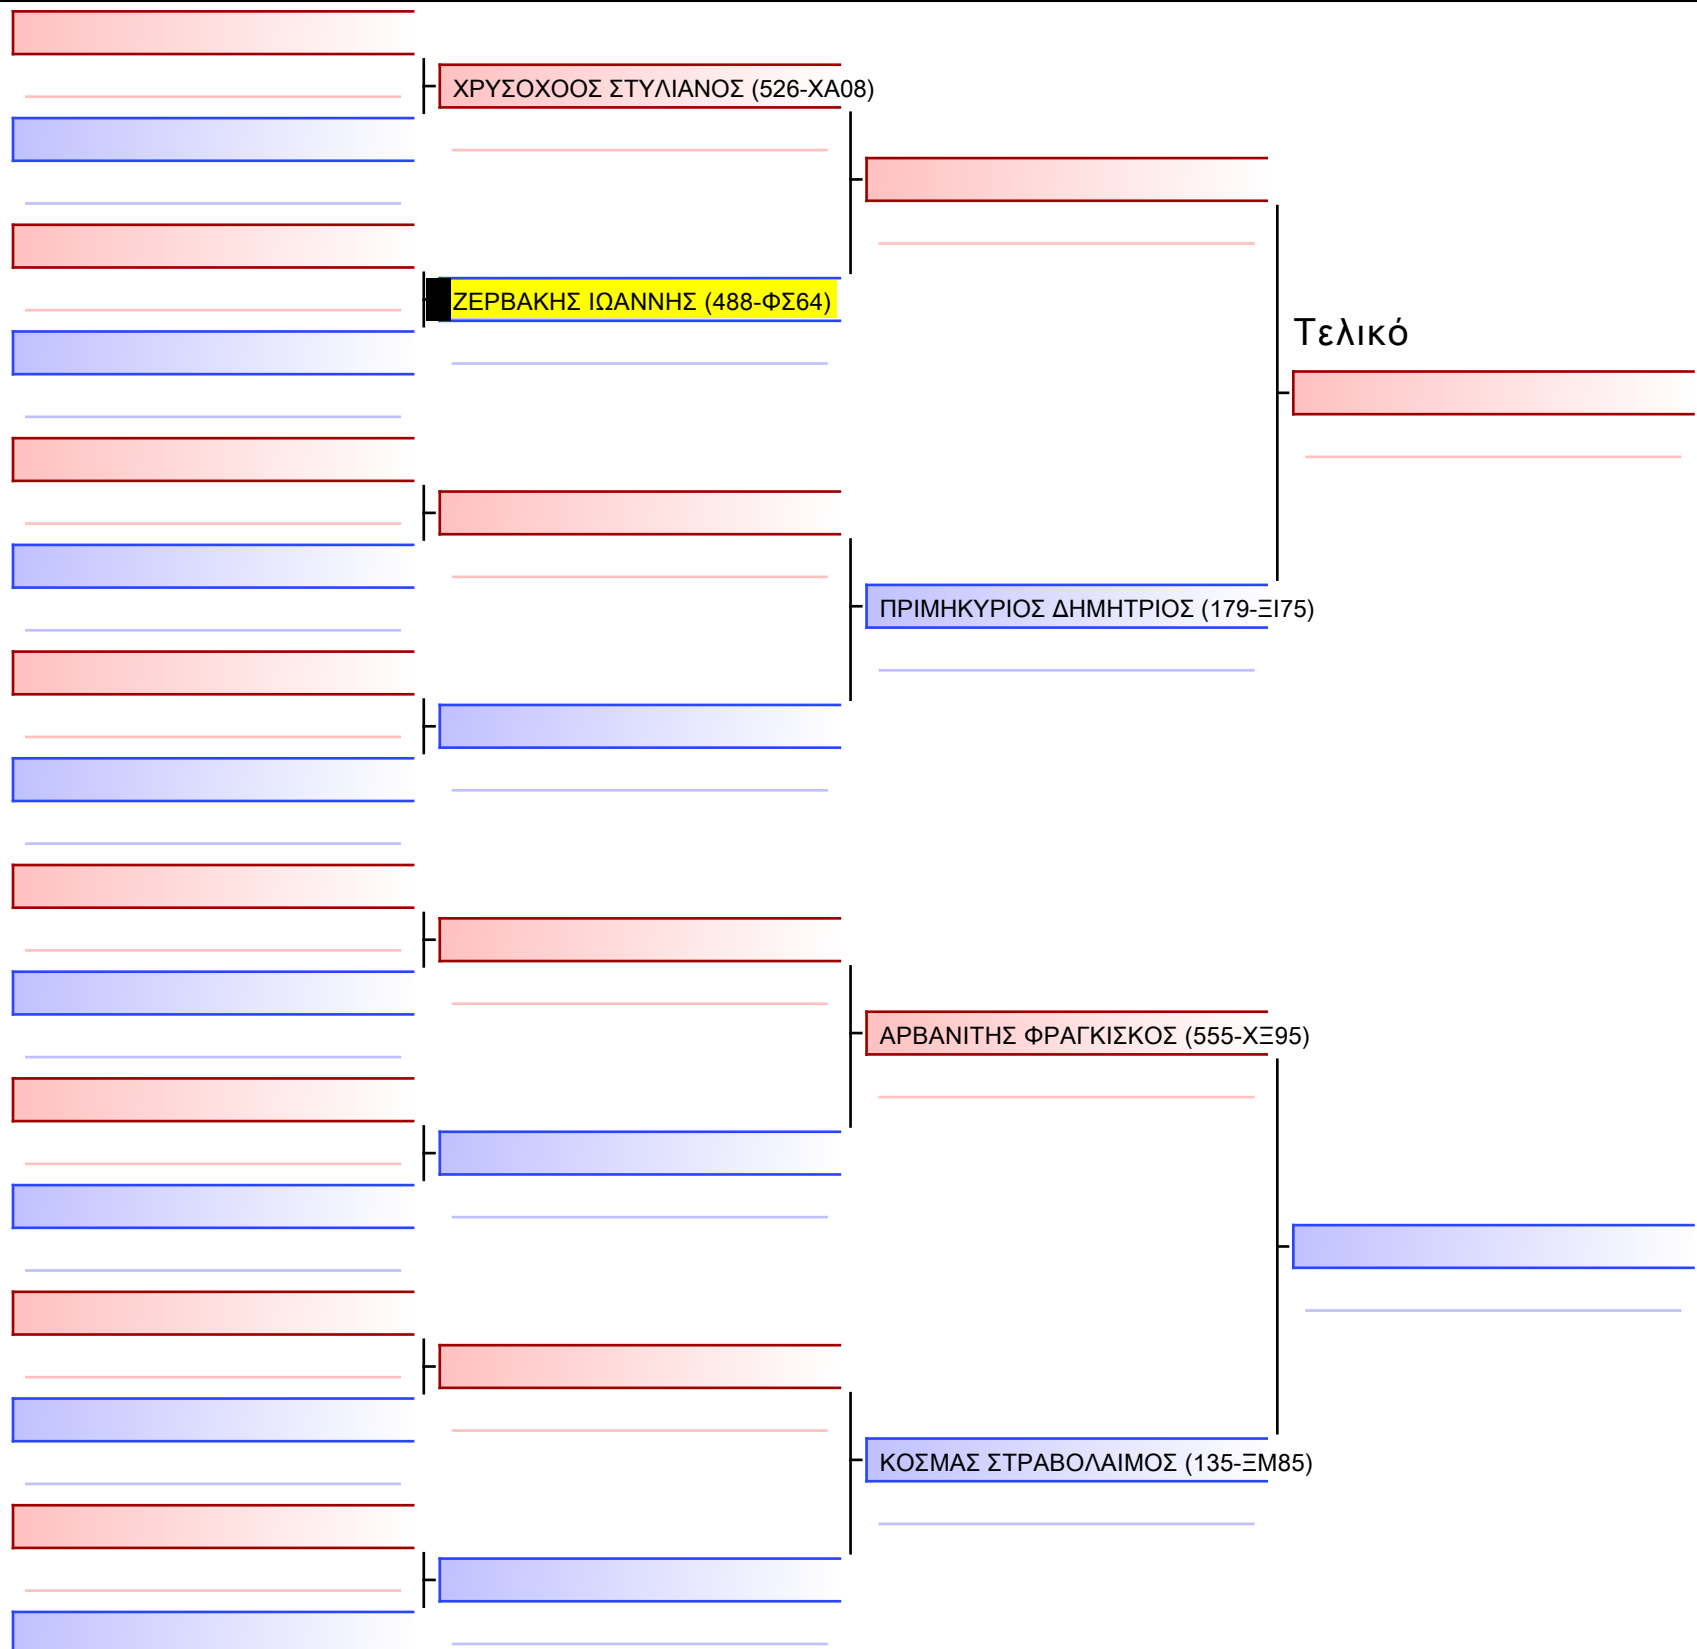 ΧΡΥΣΟΧΟΟΣ ΣΤΥΛΙΑΝΟΣ (526-ΧΑ08)
ΖΕΡΒΑΚΗΣ ΙΩΑΝΝΗΣ (488-ΦΣ64)
Τελικό
ΠΡΙΜΗΚΥΡΙΟΣ ΔΗΜΗΤΡΙΟΣ (179-ΞΙ75)
ΑΡΒΑΝΙΤΗΣ ΦΡΑΓΚΙΣΚΟΣ (555-ΧΞ95)
ΚΟΣΜΑΣ ΣΤΡΑΒΟΛΑΙΜΟΣ (135-ΞΜ85)